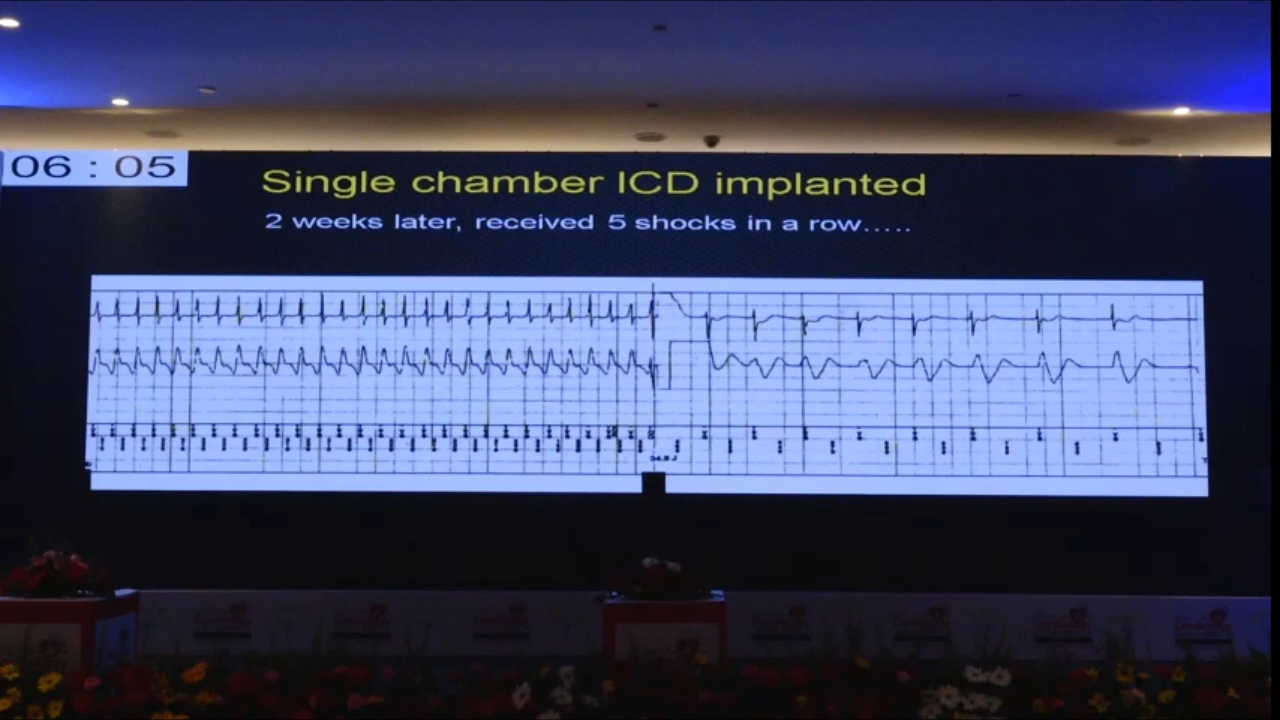 06 : 05
Single chamber ICD implanted
2 weeks later, received 5 shocks in a row.....